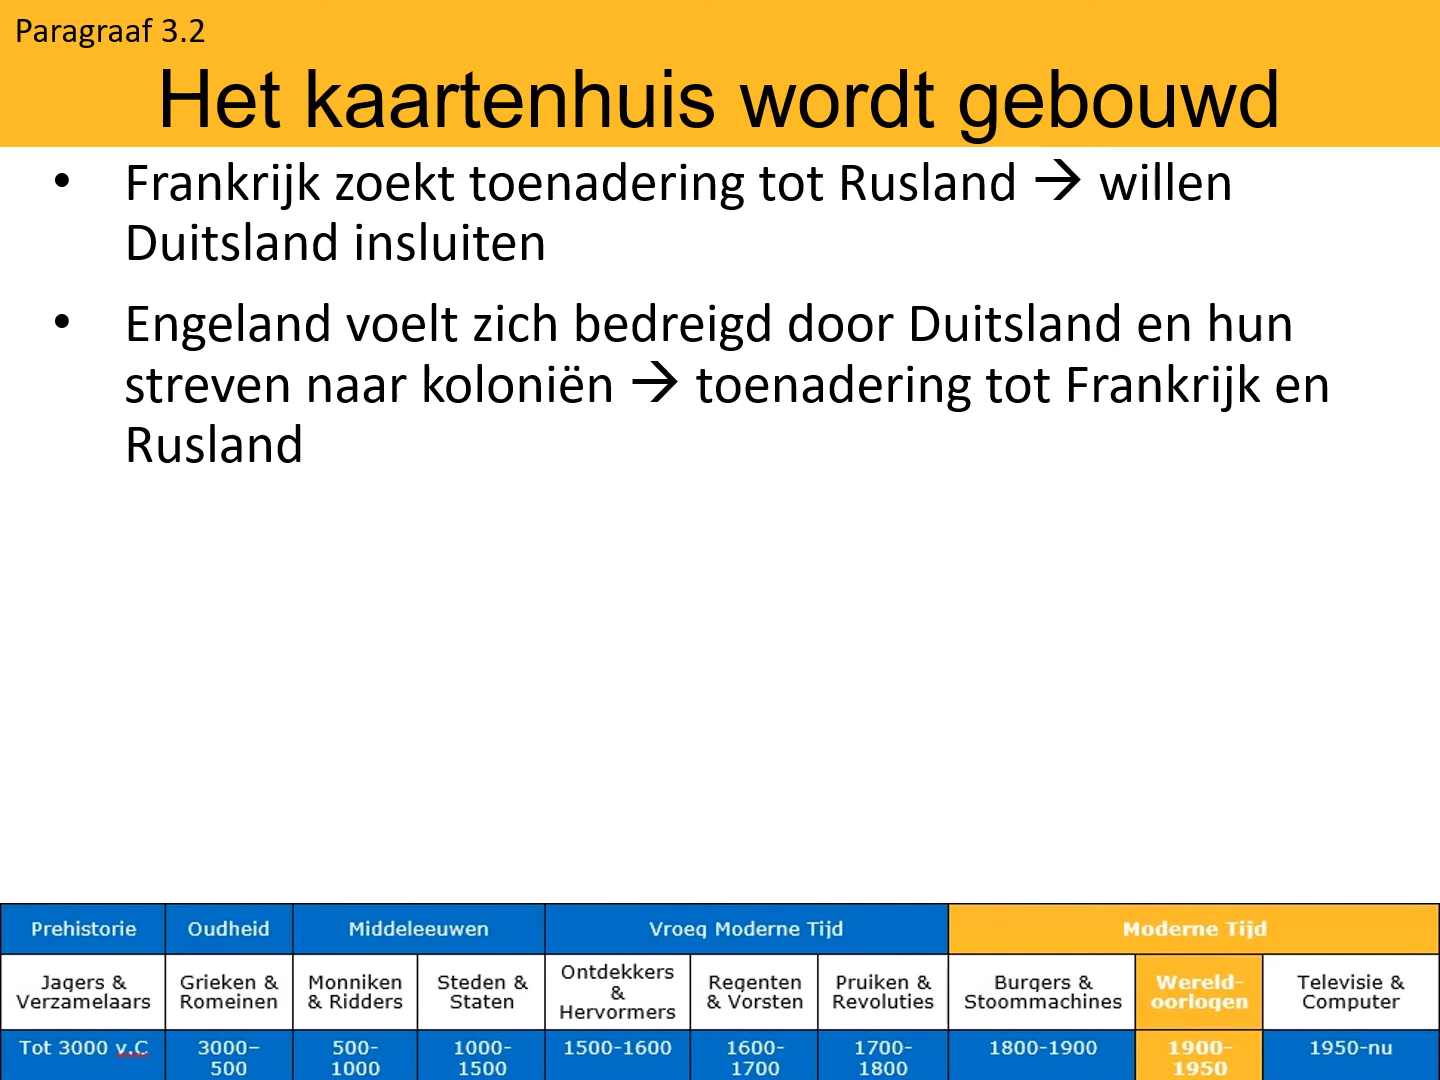 Paragraaf 3.2
Het kaartenhuis wordt gebouwd
• Frankrijk zoekt toenadering tot Rusland → willen
Duitsland insluiten
• Engeland voelt zich bedreigd door Duitsland en hun
streven naar koloniën → toenadering tot Frankrijk en
Rusland
Prehistorie Oudheid Middeleeuwen Vroeg Moderne Tijd Moderne Tijd
Jagers &
Verzamelaars
Grieken &
Romeinen
Monniken
& Ridders
Steden &
Staten
Ontdekkers
&
Hervormers
Regenten
& Vorsten
Pruiken &
Revoluties
Burgers &
Stoommachines
Wereld-
oorlogen
Televisie &
Computer
Tot 3000 v.C
3000–
500
500-
1000
1000-
1500
1500-1600
1600-
1700
1700-
1800
1800-1900
1900-
1950
1950-nu